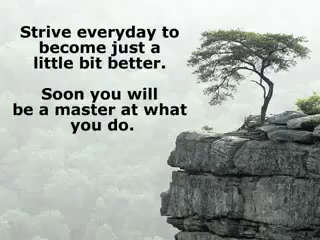 Strive everyday to
become just a
little bit better.
Soon you will
be a master at what
you do.